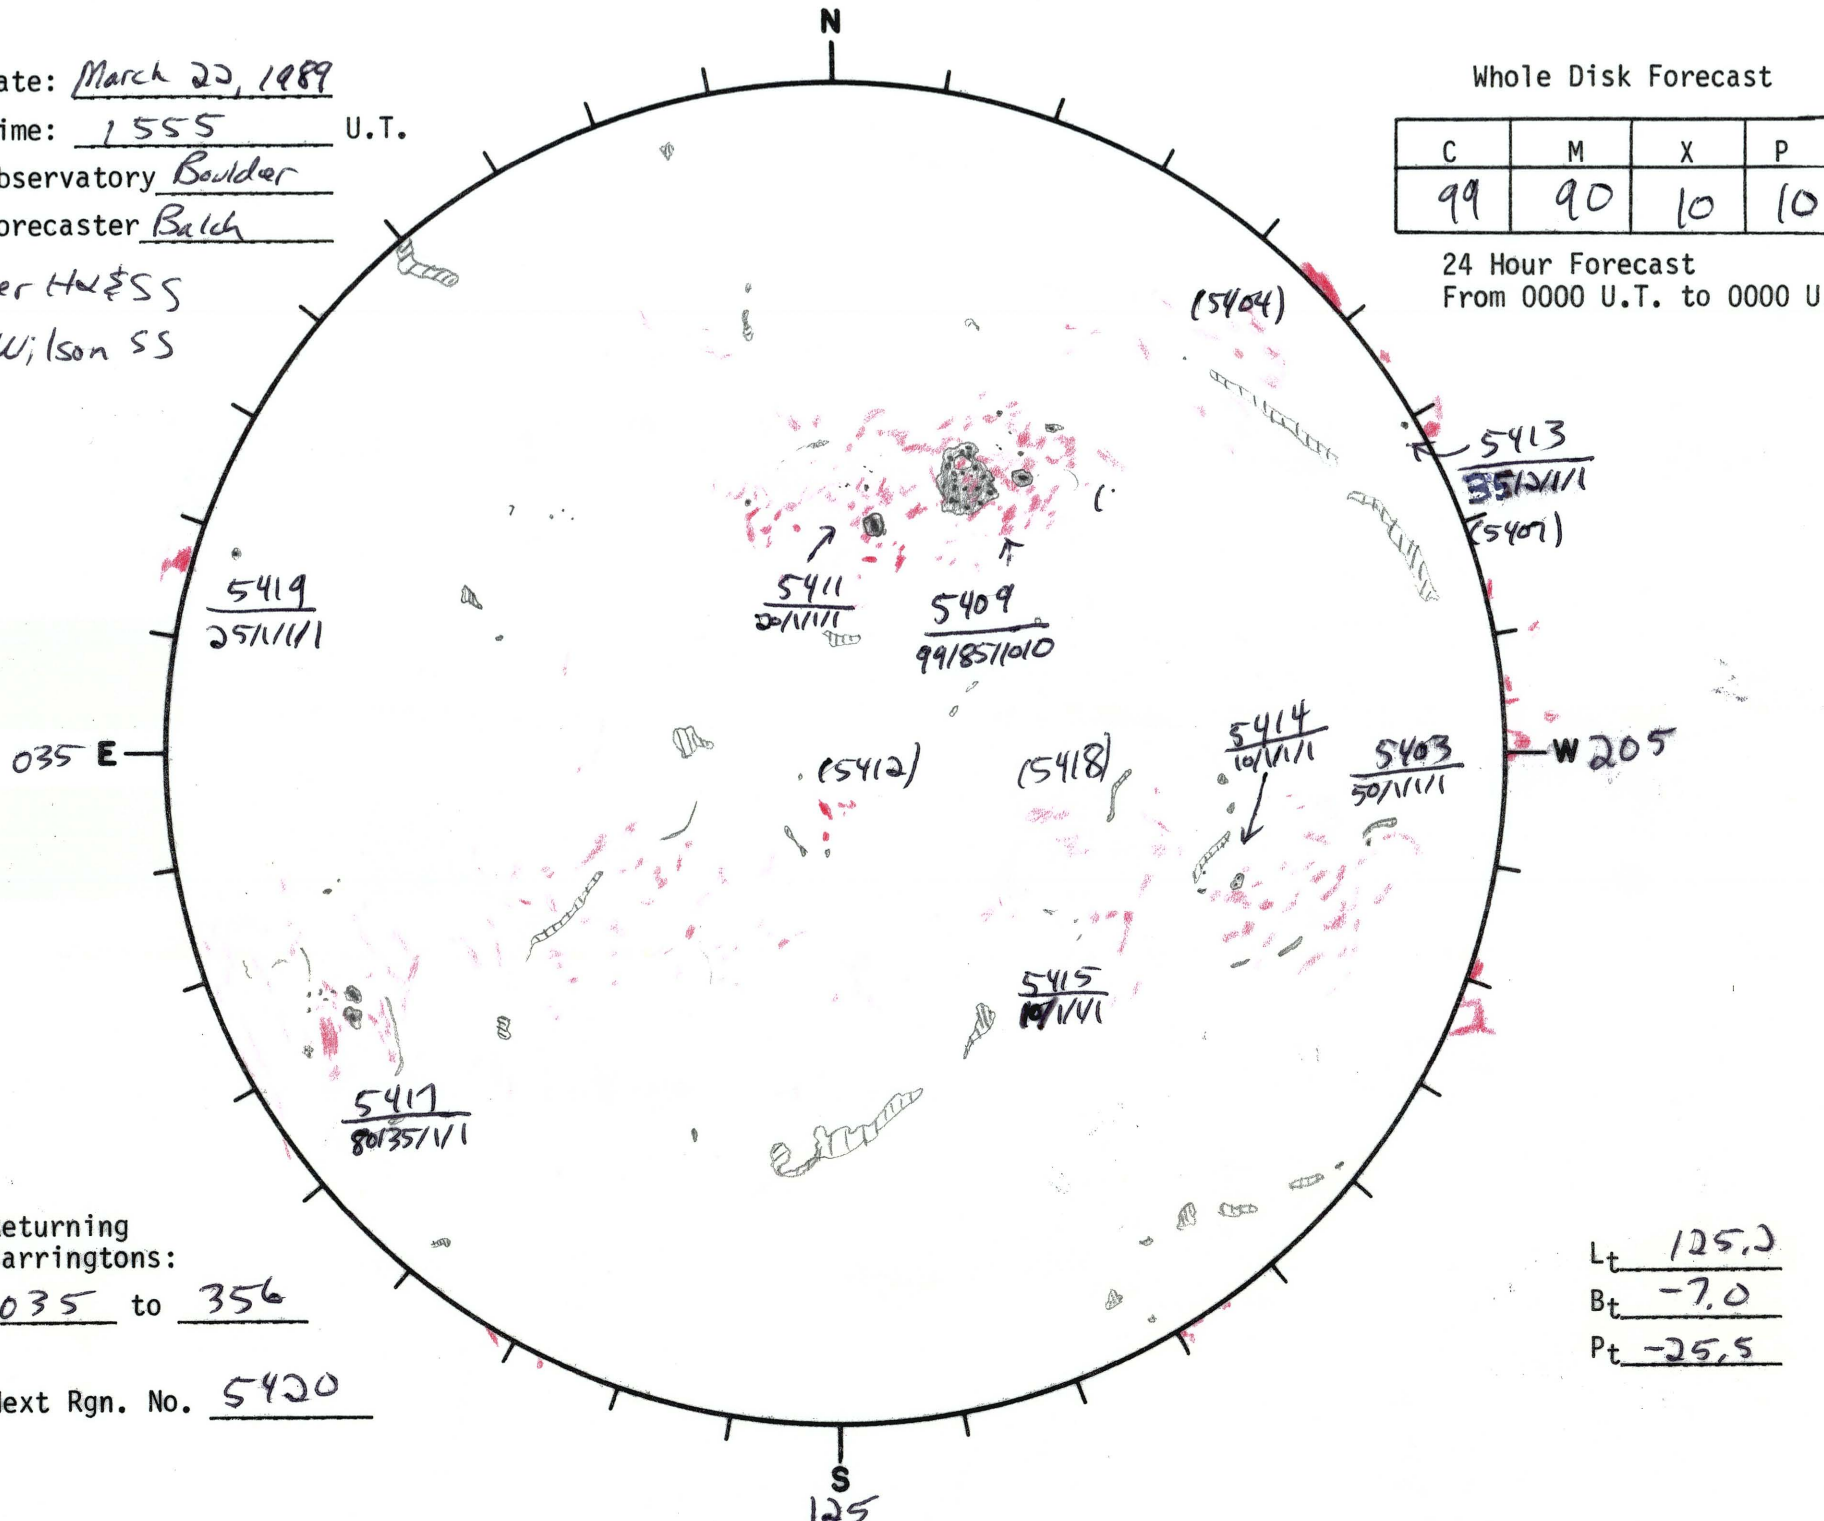 N
ate: March 22, 1989
ime: 1555 U.T.
bservatory Boulder
orecaster Balch
er Hα & SS
Wilson SS
Whole Disk Forecast
C M X P
99 90 10 10
24 Hour Forecast
From 0000 U.T. to 0000 U
(5404)
5413
35/2/1/1
(5407)
5419
25/1/1/1
5411
20/1/1/1
5409
99/85/10/10
035 E
W 205
(5412)
(5418)
5414
10/1/1/1
5403
50/1/1/1
5415
10/1/1/1
5417
80/35/1/1
eturning
arringtons:
035 to 356
ext Rgn. No. 5420
Lt 125.2
Bt -7.0
Pt -25.5
S
125